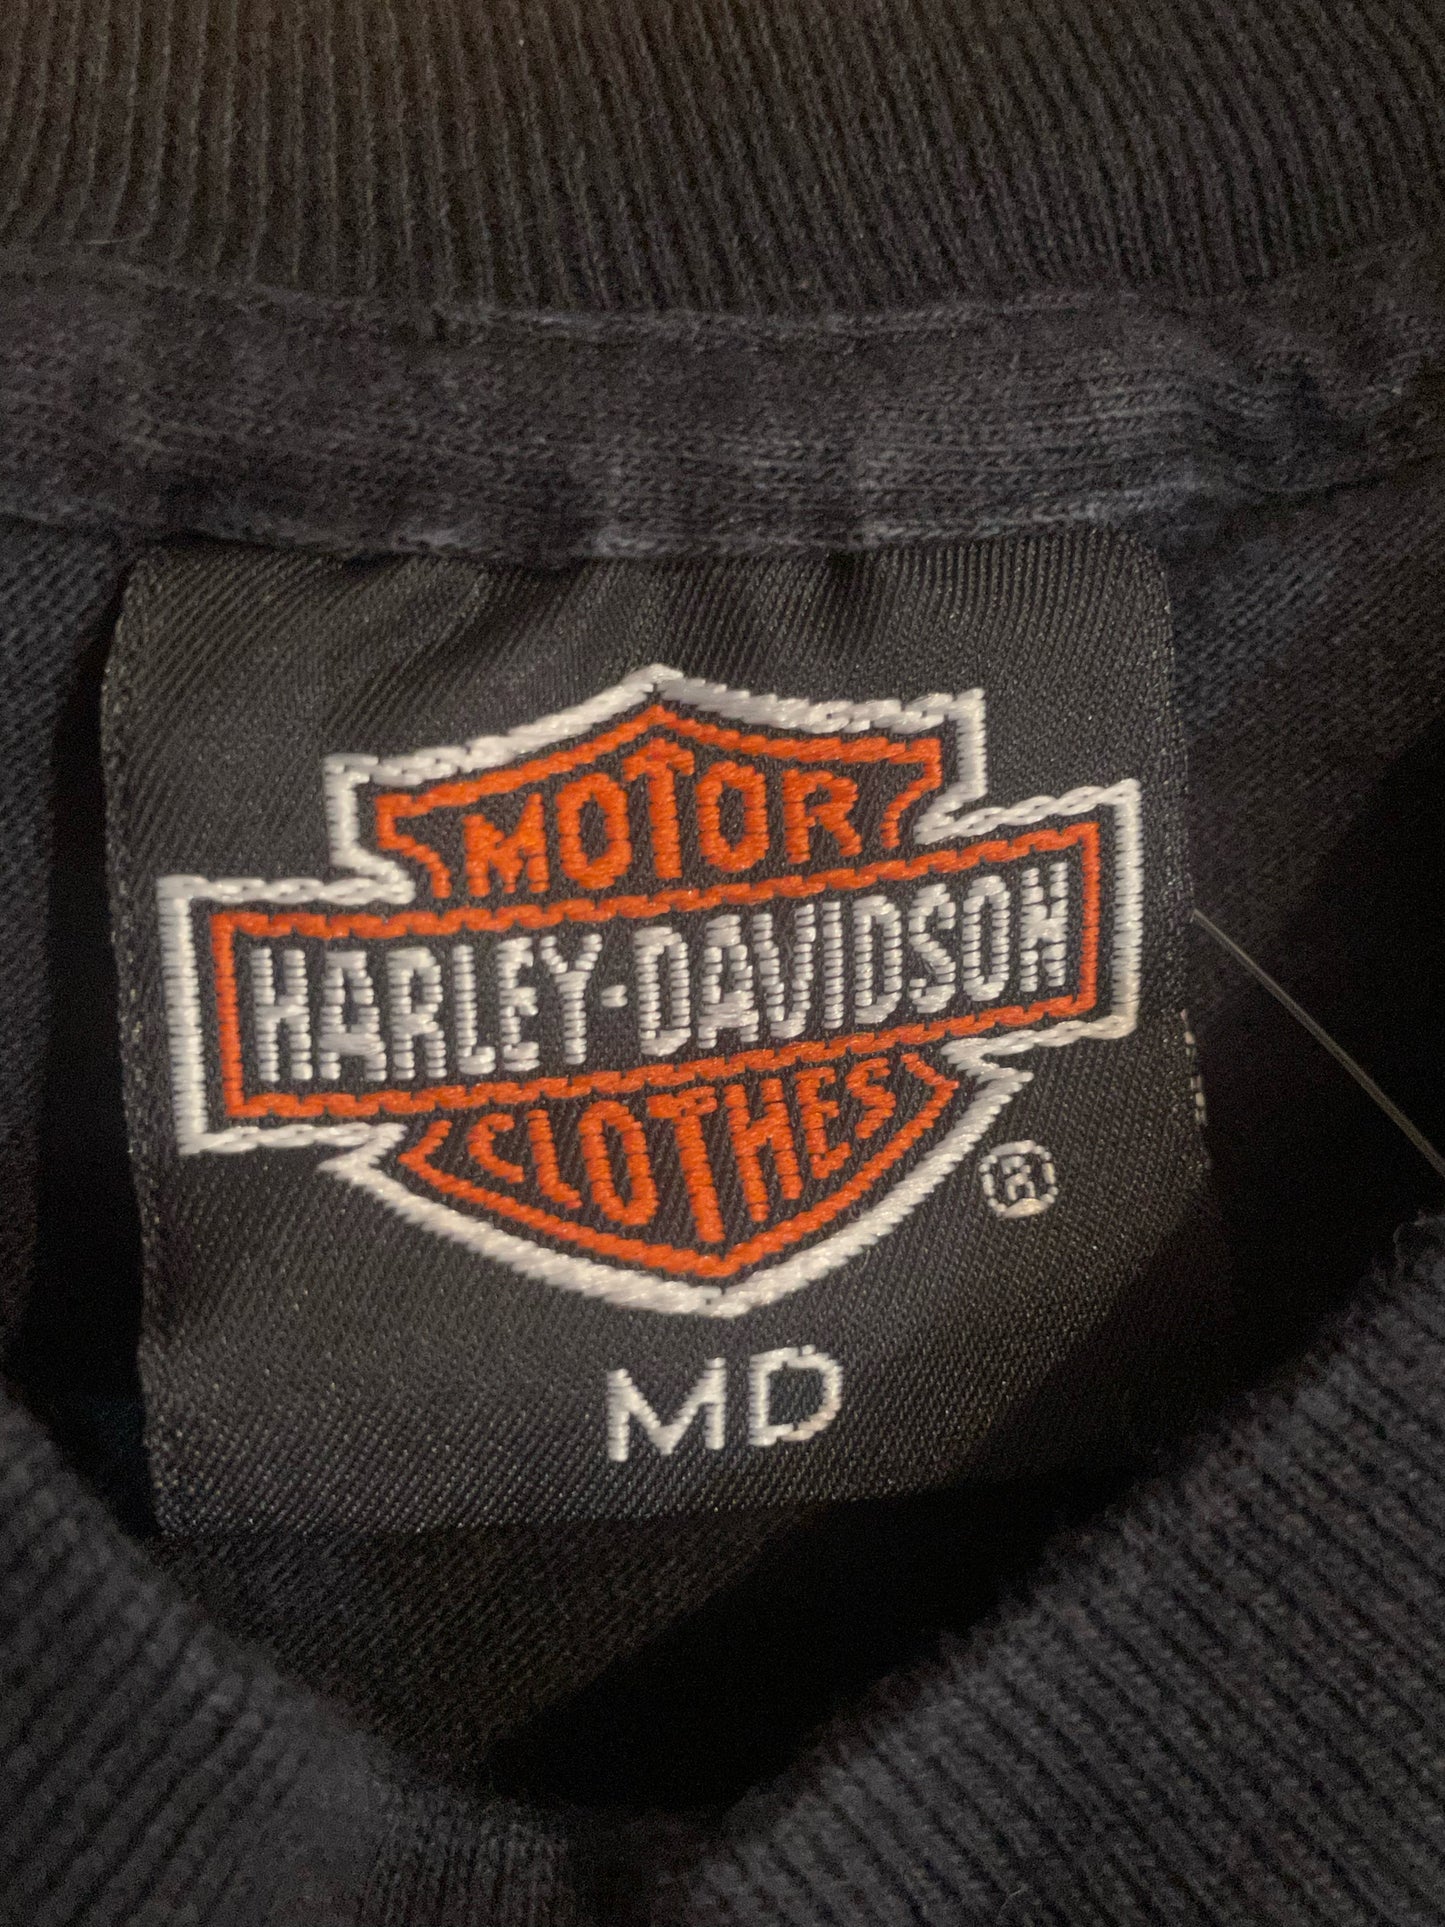 MOTOR
HARLEY-DAVIDSON
CLOTHES
®
MD